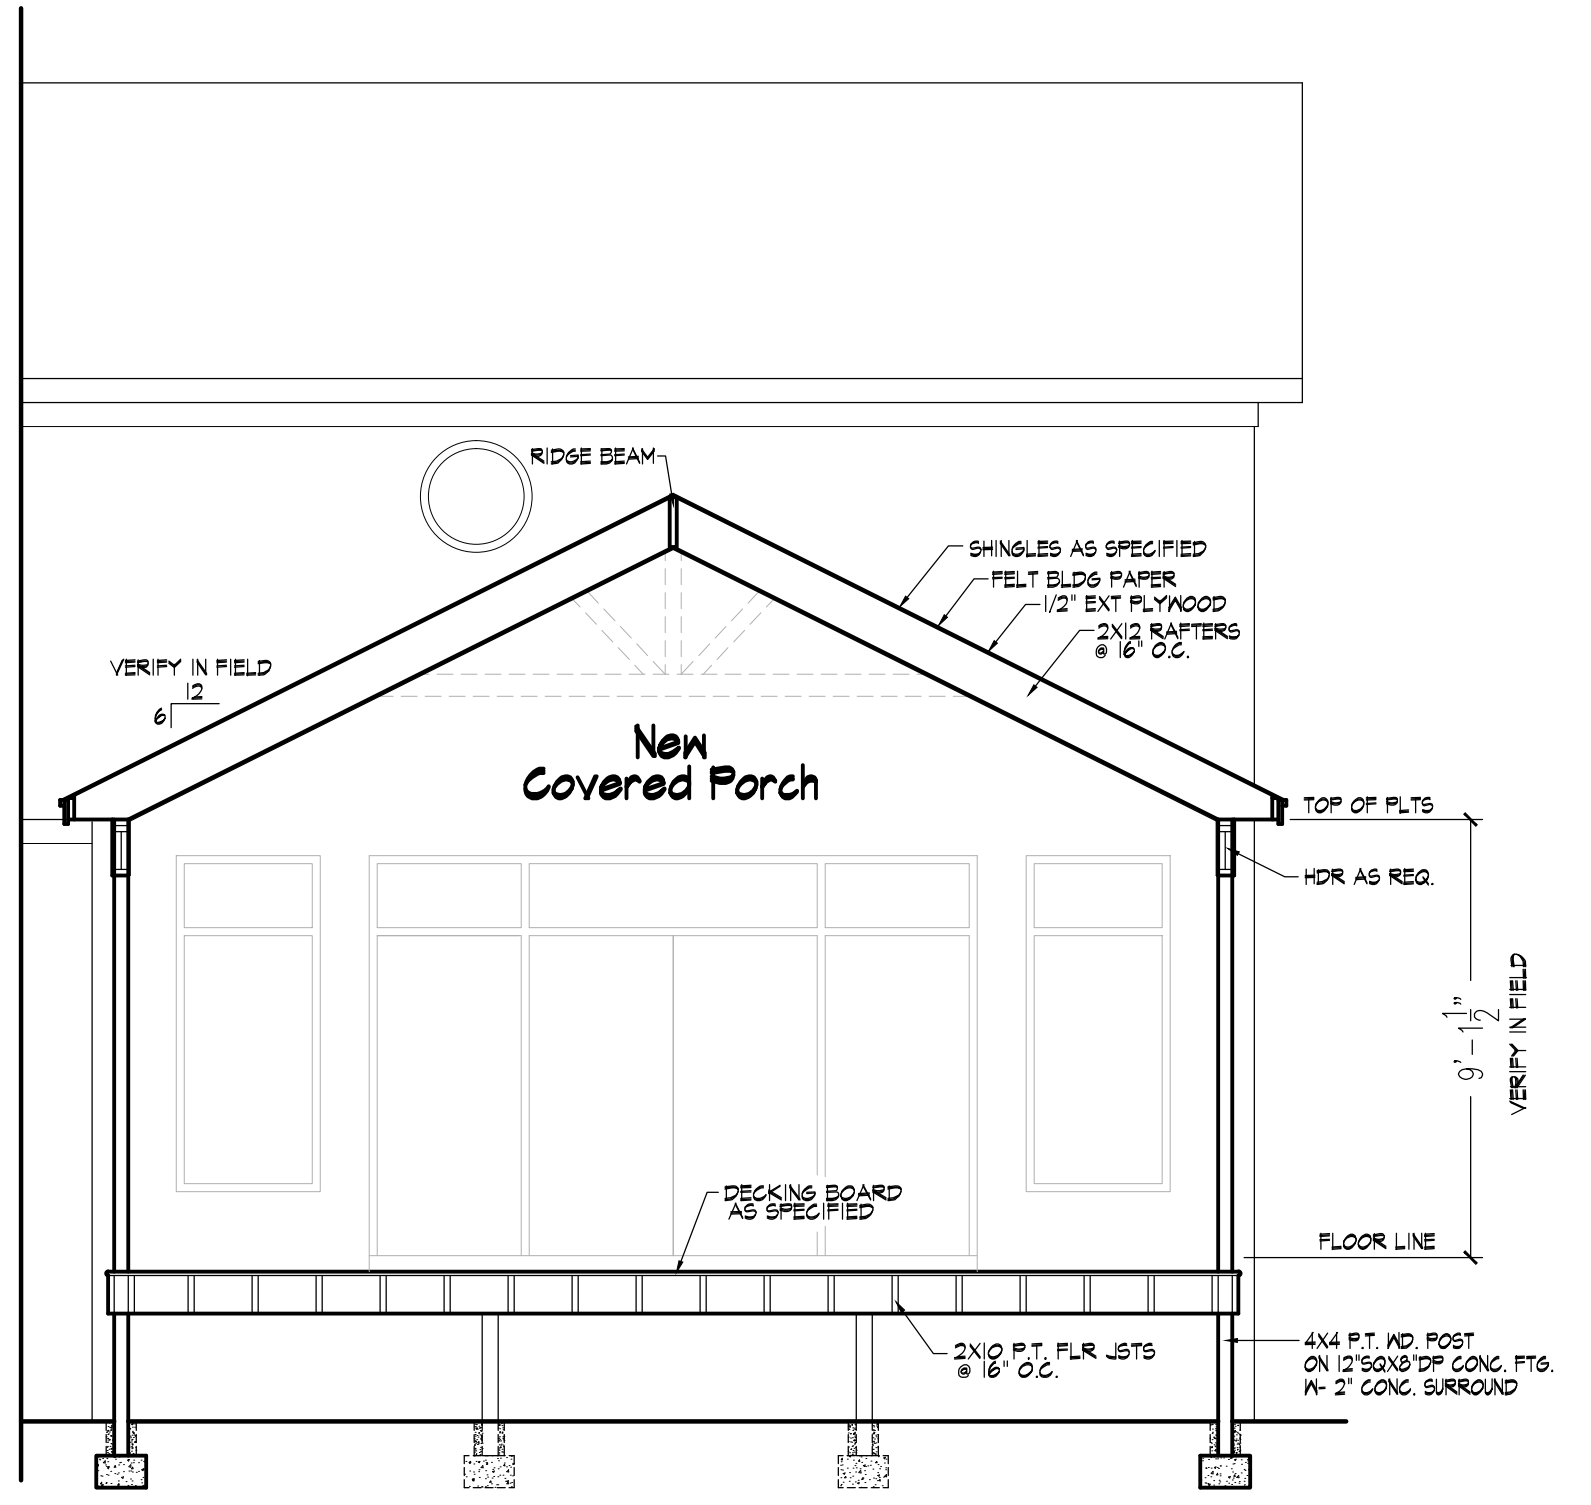 RIDGE BEAM
SHINGLES AS SPECIFIED
FELT BLDG PAPER
1/2" EXT PLYWOOD
2X12 RAFTERS
@ 16" O.C.
VERIFY IN FIELD
12
6
New
Covered Porch
TOP OF PLTS
HDR AS REQ.
9' - 1 1/2"
VERIFY IN FIELD
DECKING BOARD
AS SPECIFIED
FLOOR LINE
2X10 P.T. FLR JSTS
@ 16" O.C.
4X4 P.T. WD. POST
ON 12"SQX8"DP CONC. FTG.
W- 2" CONC. SURROUND